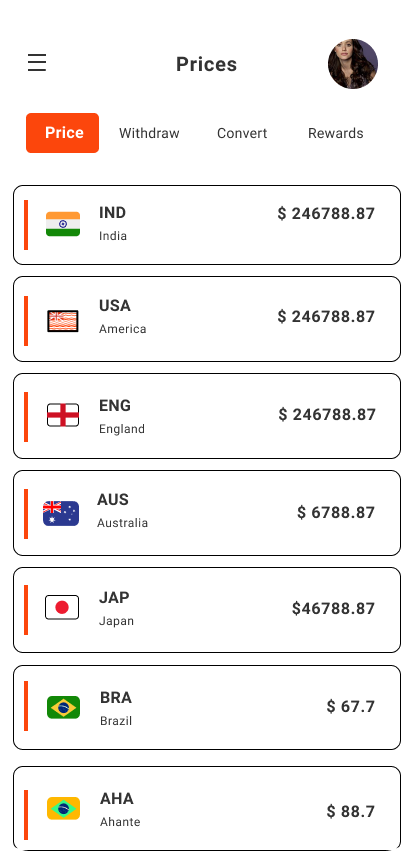 Prices
Price Withdraw Convert Rewards
IND $ 246788.87
India
USA $ 246788.87
America
ENG $ 246788.87
England
AUS $ 6788.87
Australia
JAP $46788.87
Japan
BRA $ 67.7
Brazil
AHA $ 88.7
Ahante